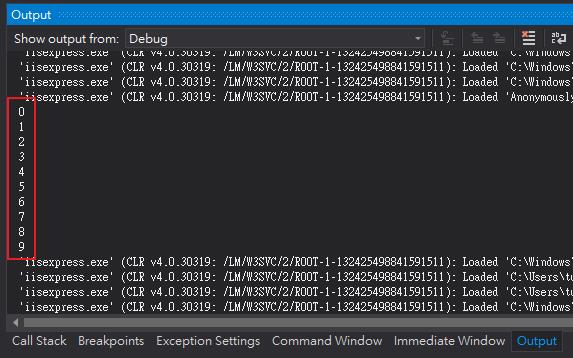 Output
Show output from: Debug
'iisexpress.exe' (CLR v4.0.30319: /LM/W3SVC/2/ROOT-1-132425498841591511): Loaded 'C:\Windows'
'iisexpress.exe' (CLR v4.0.30319: /LM/W3SVC/2/ROOT-1-132425498841591511): Loaded 'C:\Windows'
'iisexpress.exe' (CLR v4.0.30319: /LM/W3SVC/2/ROOT-1-132425498841591511): Loaded 'C:\Windows'
'iisexpress.exe' (CLR v4.0.30319: /LM/W3SVC/2/ROOT-1-132425498841591511): Loaded 'Anonymously
0
1
2
3
4
5
6
7
8
9
'iisexpress.exe' (CLR v4.0.30319: /LM/W3SVC/2/ROOT-1-132425498841591511): Loaded 'C:\Windows'
'iisexpress.exe' (CLR v4.0.30319: /LM/W3SVC/2/ROOT-1-132425498841591511): Loaded 'C:\Users\tu
'iisexpress.exe' (CLR v4.0.30319: /LM/W3SVC/2/ROOT-1-132425498841591511): Loaded 'C:\Users\tu
'iisexpress.exe' (CLR v4.0.30319: /LM/W3SVC/2/ROOT-1-132425498841591511): Loaded 'C:\Windows'
Call Stack Breakpoints Exception Settings Command Window Immediate Window Output